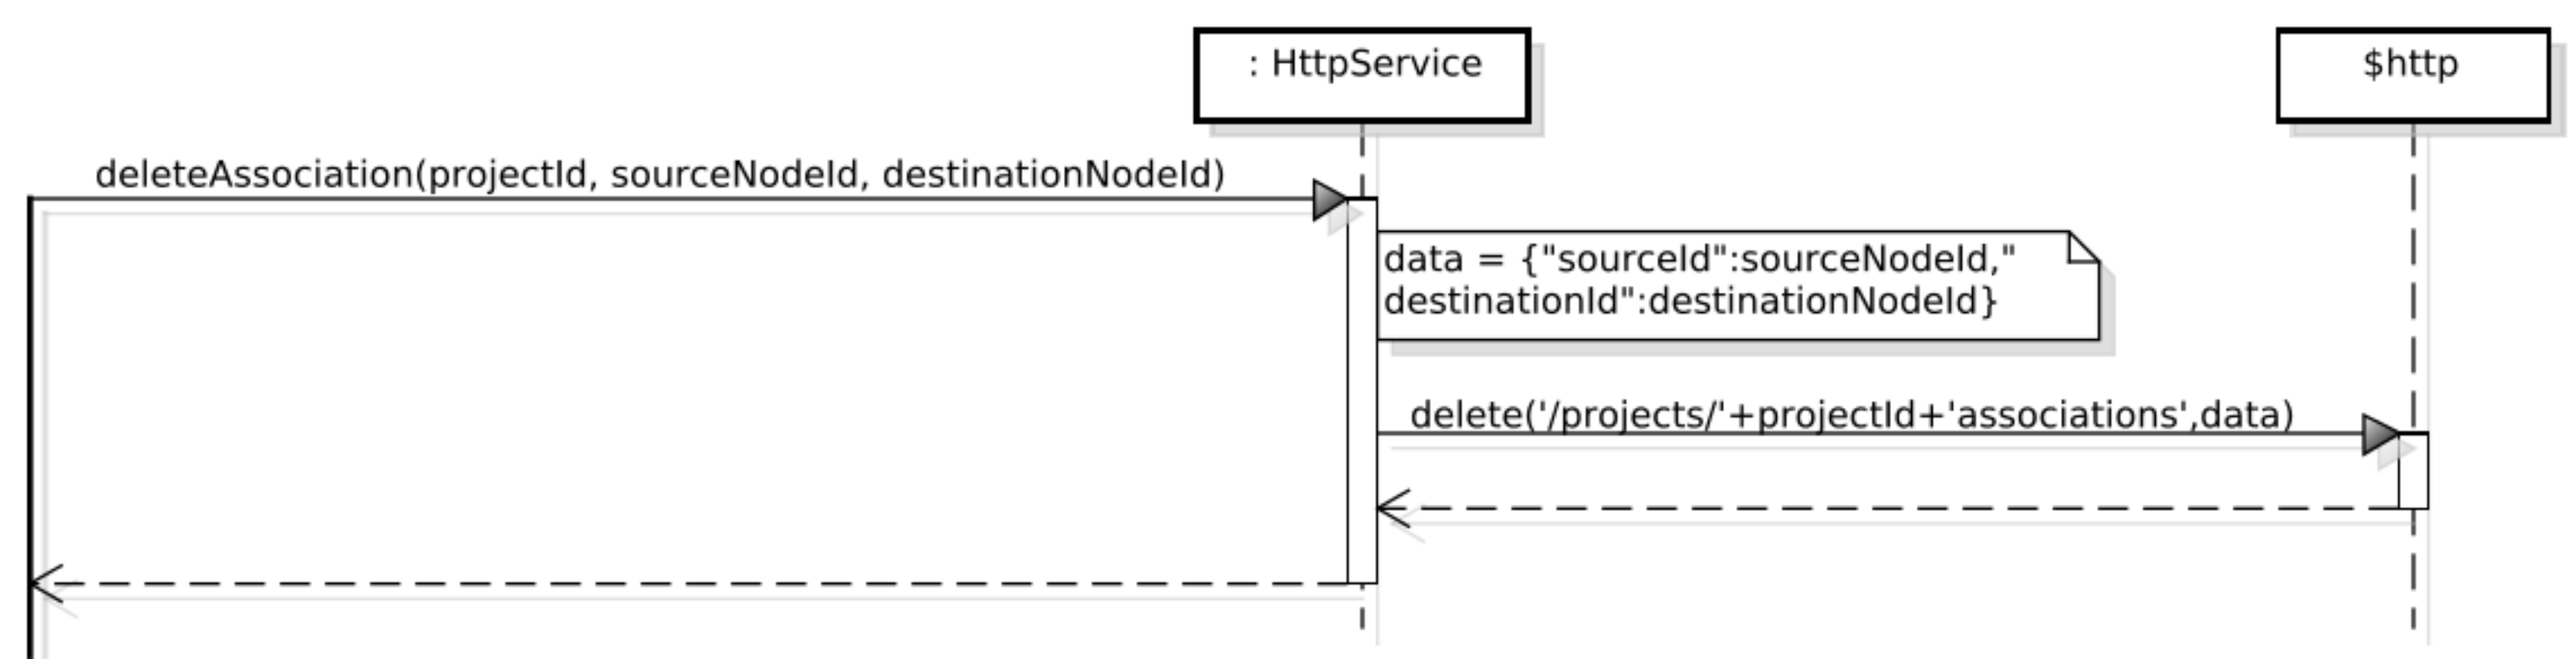 : HttpService
$http
deleteAssociation(projectId, sourceNodeId, destinationNodeId)
data = {"sourceId":sourceNodeId,"
destinationId":destinationNodeId}
delete('/projects/'+projectId+'associations',data)